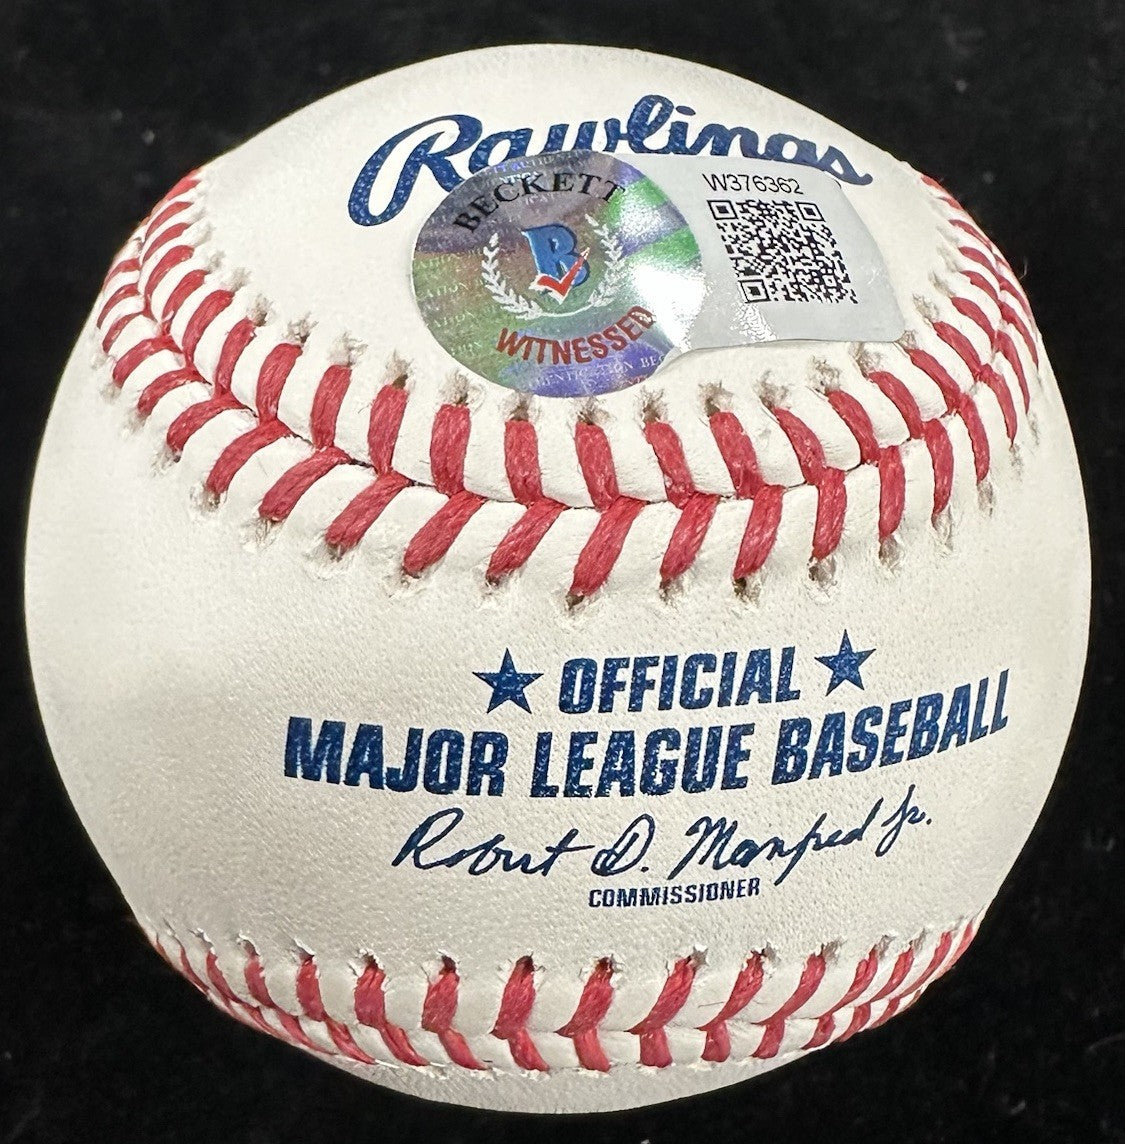 Rawlings
BECKETT
W376362
B
WITNESSED
OFFICIAL
MAJOR LEAGUE BASEBALL
Robert D. Manfred Jr.
COMMISSIONER